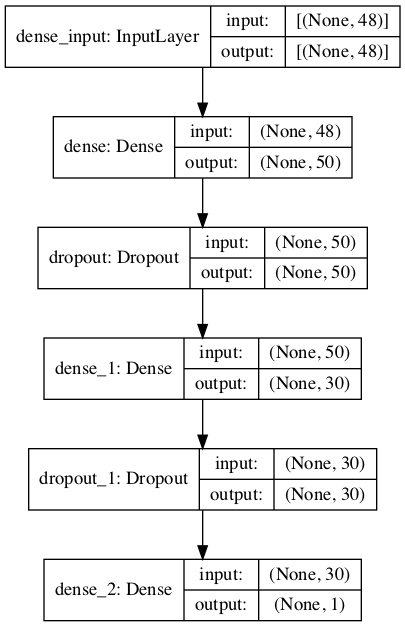 dense_input: InputLayer
input:
[(None, 48)]
output:
[(None, 48)]
dense: Dense
input:
(None, 48)
output:
(None, 50)
dropout: Dropout
input:
(None, 50)
output:
(None, 50)
dense_1: Dense
input:
(None, 50)
output:
(None, 30)
dropout_1: Dropout
input:
(None, 30)
output:
(None, 30)
dense_2: Dense
input:
(None, 30)
output:
(None, 1)